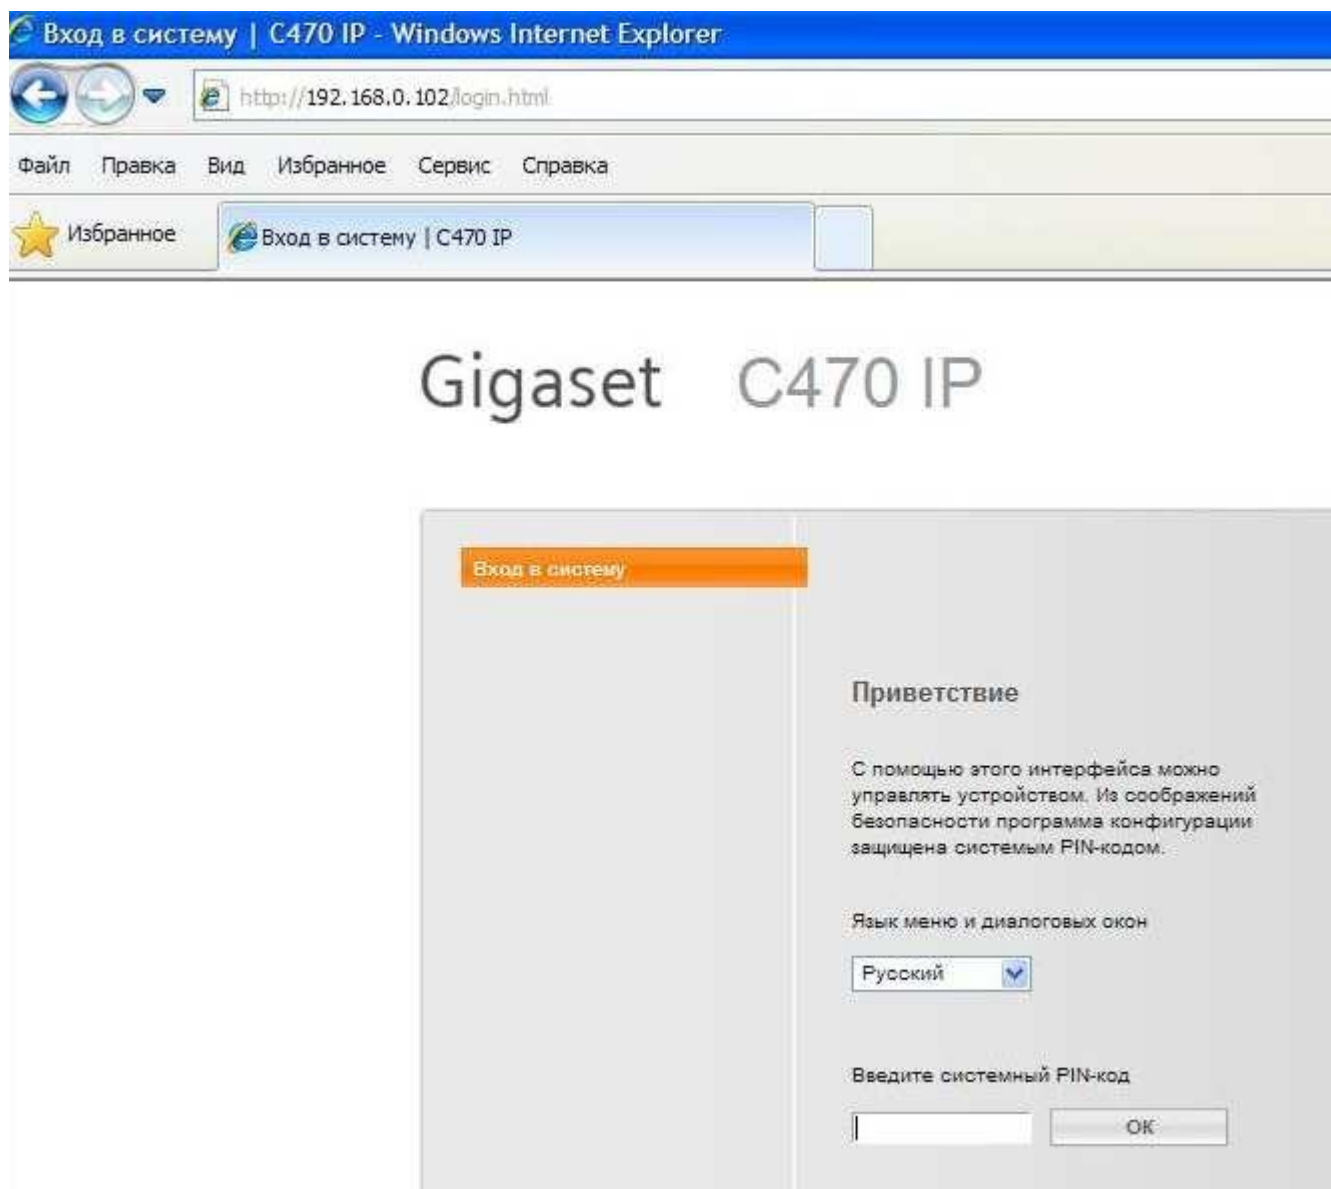 Вход в систему | C470 IP - Windows Internet Explorer
http://192.168.0.102/login.html
Файл Правка Вид Избранное Сервис Справка
Избранное Вход в систему | C470 IP
Gigaset C470 IP
Вход в систему
Приветствие
С помощью этого интерфейса можно
управлять устройством. Из соображений
безопасности программа конфигурации
защищена системым PIN-кодом.
Язык меню и диалоговых окон
Русский
Введите системный PIN-код
OK